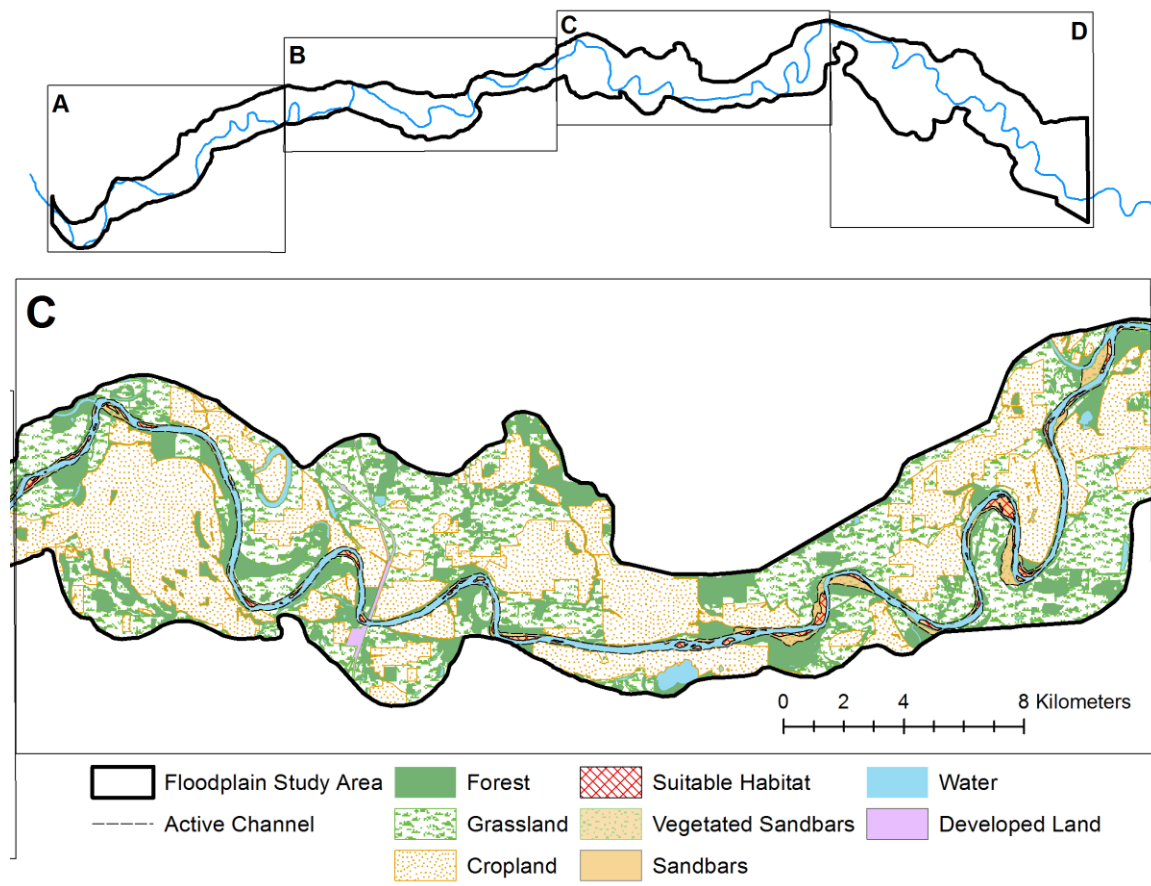 A
B
C
D
C
0 2 4 8 Kilometers
Floodplain Study Area
Forest
Suitable Habitat
Water
Active Channel
Grassland
Vegetated Sandbars
Developed Land
Cropland
Sandbars